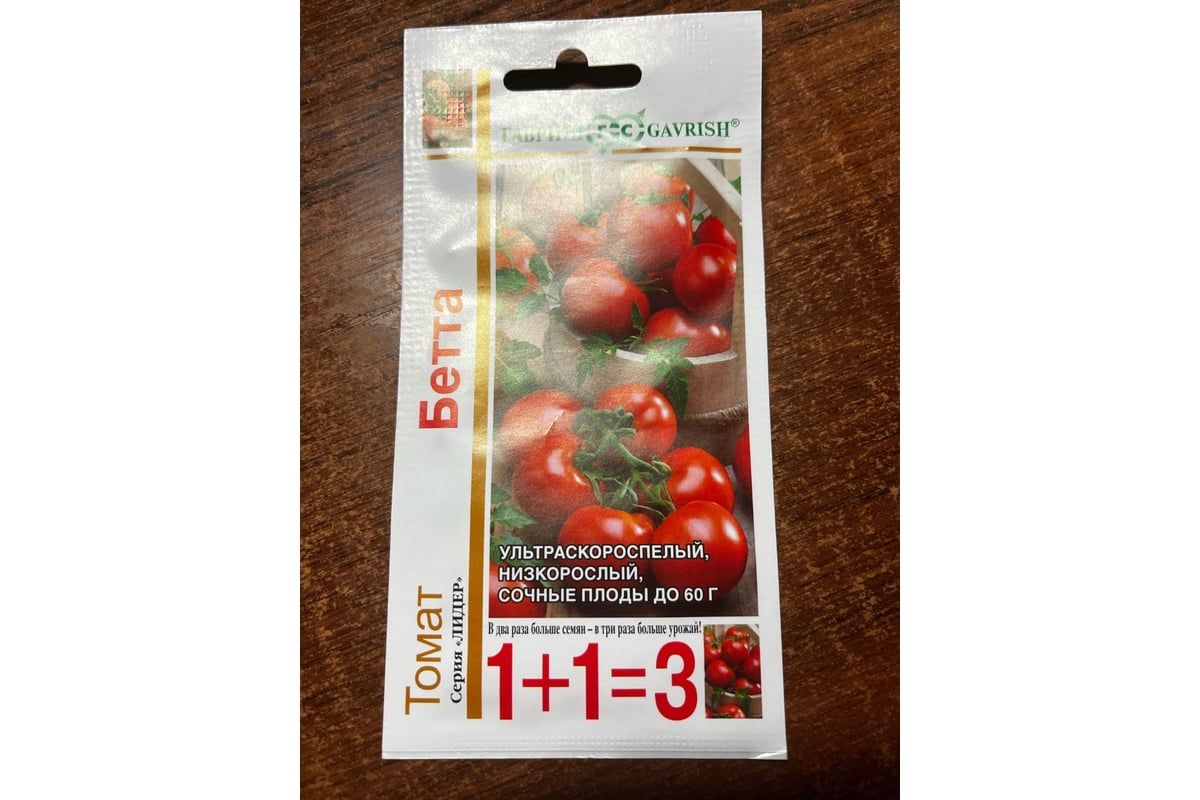 ГАВРИШ ГСС GAVRISH®
Томат Бетта
Серия «ЛИДЕР»
УЛЬТРАСКОРОСПЕЛЫЙ,
НИЗКОРОСЛЫЙ,
СОЧНЫЕ ПЛОДЫ ДО 60 Г
В два раза больше семян – в три раза больше урожай!
1+1=3